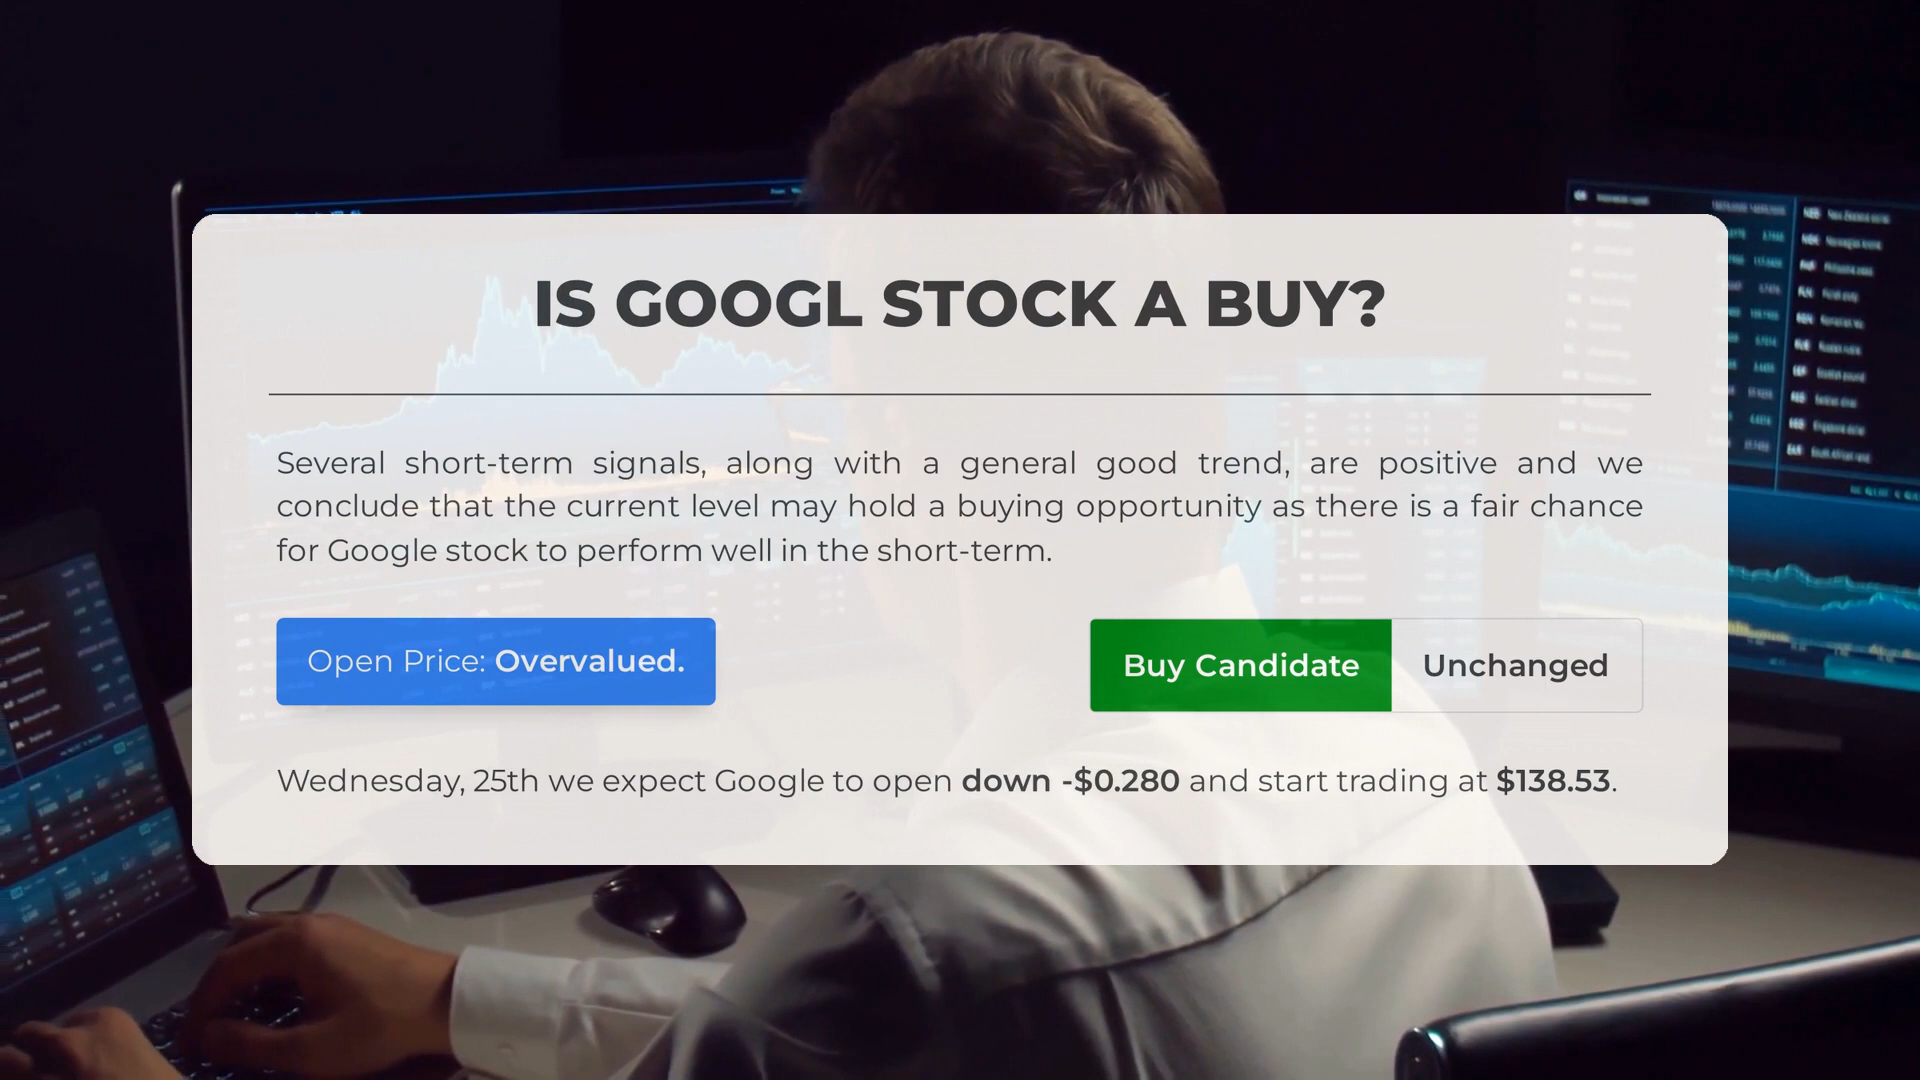 IS GOOGL STOCK A BUY?
Several short-term signals, along with a general good trend, are positive and we
conclude that the current level may hold a buying opportunity as there is a fair chance
for Google stock to perform well in the short-term.
Open Price: Overvalued.
Buy Candidate Unchanged
Wednesday, 25th we expect Google to open down -$0.280 and start trading at $138.53.